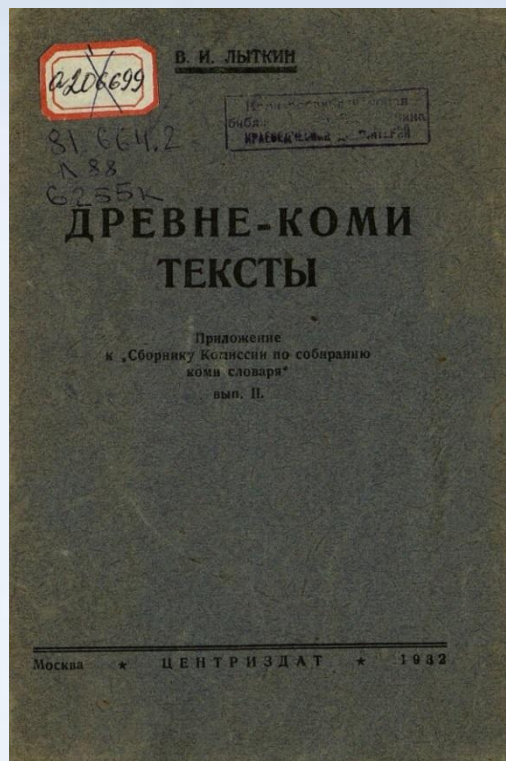 В. И. ЛЫТКИН
а206699
81.664.2
Л 88
6255к
ДРЕВНЕ-КОМИ
ТЕКСТЫ
Приложение
к „Сборнику Комиссии по собиранию
коми словаря“
вып. II.
Москва ★ ЦЕНТРИЗДАТ ★ 1932